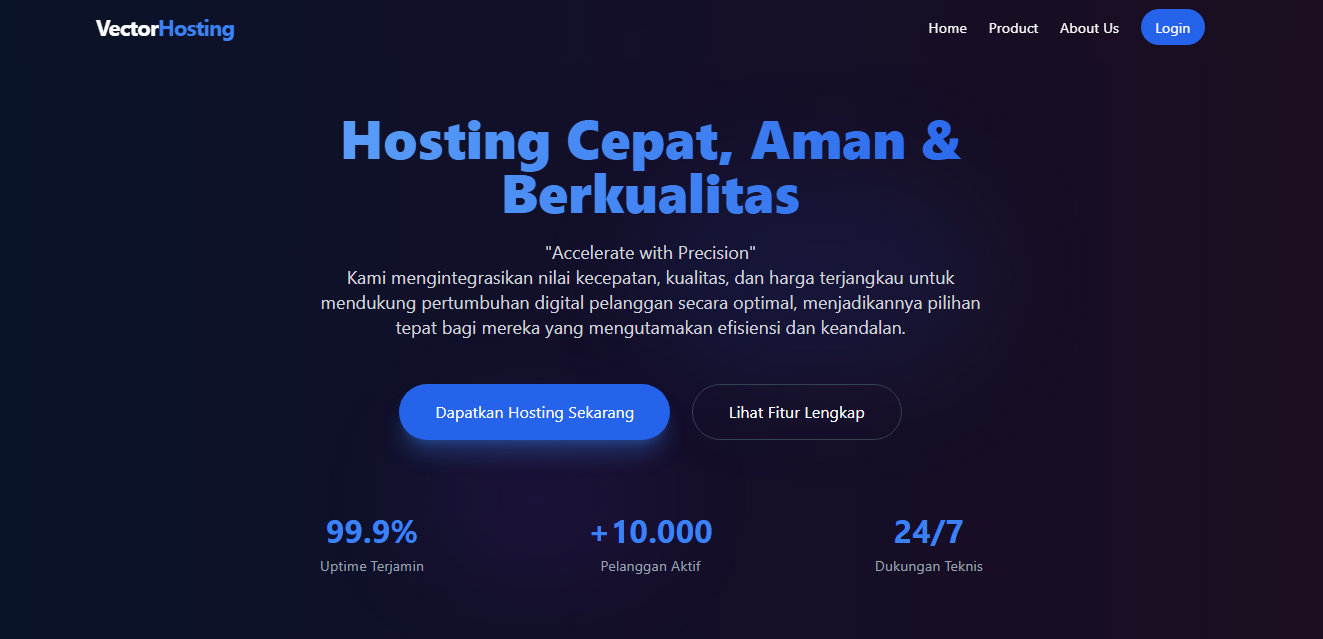 VectorHosting
Home Product About Us Login
Hosting Cepat, Aman &
Berkualitas
"Accelerate with Precision"
Kami mengintegrasikan nilai kecepatan, kualitas, dan harga terjangkau untuk
mendukung pertumbuhan digital pelanggan secara optimal, menjadikannya pilihan
tepat bagi mereka yang mengutamakan efisiensi dan keandalan.
Dapatkan Hosting Sekarang
Lihat Fitur Lengkap
99.9%
Uptime Terjamin
+10.000
Pelanggan Aktif
24/7
Dukungan Teknis